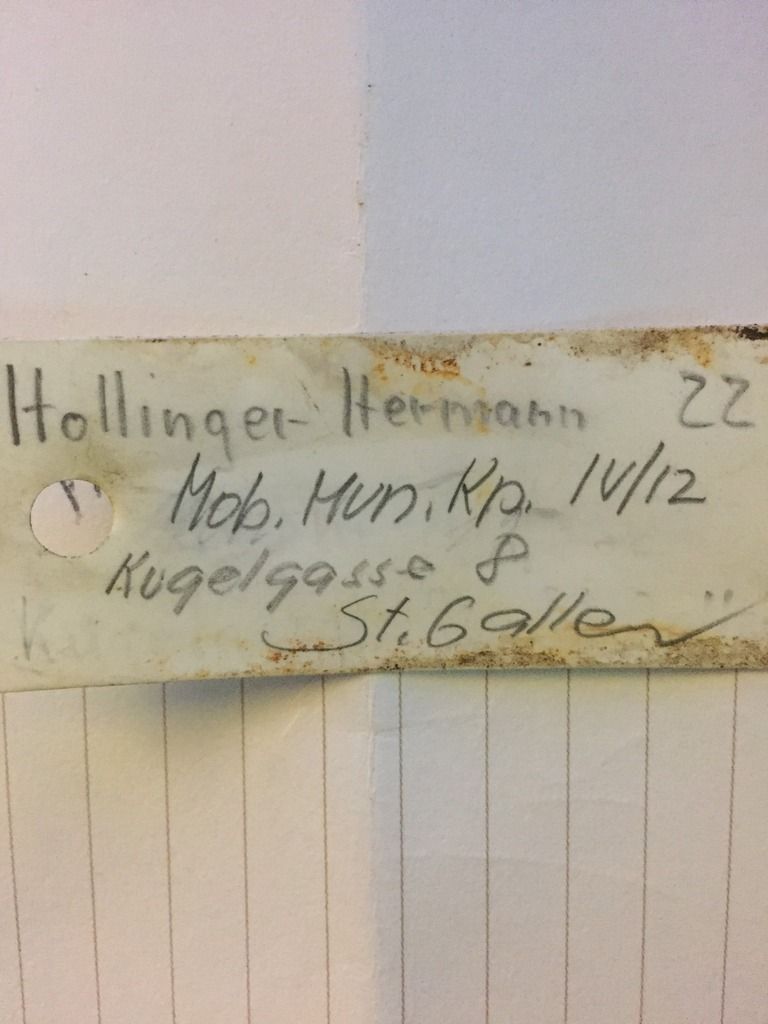 Hollinger Hermann 22
Mob. Mun. Kp. IV/12
Kugelgasse 8
St. Gallen